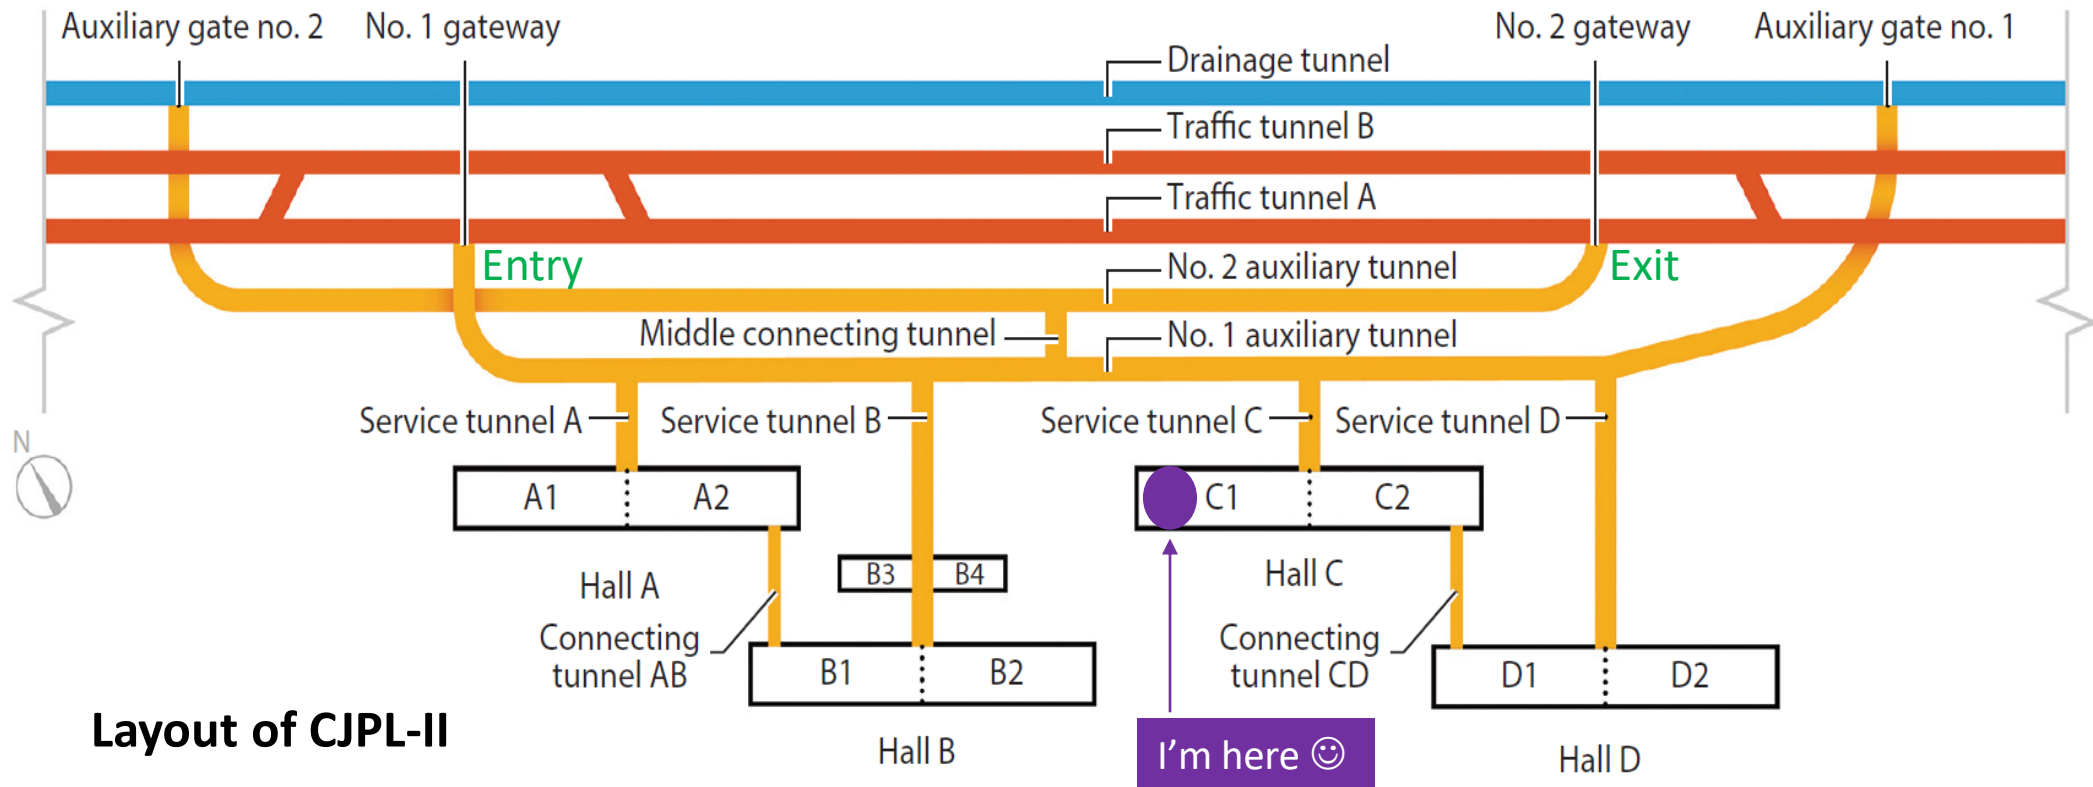 Auxiliary gate no. 2
No. 1 gateway
No. 2 gateway
Auxiliary gate no. 1
Drainage tunnel
Traffic tunnel B
Traffic tunnel A
Entry
No. 2 auxiliary tunnel
Exit
Middle connecting tunnel
No. 1 auxiliary tunnel
Service tunnel A
Service tunnel B
Service tunnel C
Service tunnel D
N
A1
A2
C1
C2
B3
B4
Hall A
Hall C
Connecting
tunnel AB
Connecting
tunnel CD
B1
B2
D1
D2
Layout of CJPL-II
Hall B
I'm here ☺
Hall D